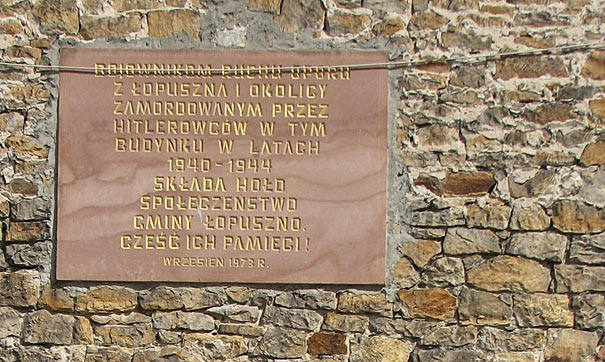 BOJOWNIKOM RUCHU OPORU
Z ŁOPUSZNA I OKOLICY
ZAMORDOWANYM PRZEZ
HITLEROWCÓW W TYM
BUDYNKU W LATACH
1940-1944
SKŁADA HOŁD
SPOŁECZEŃSTWO
GMINY ŁOPUSZNO.
CZEŚĆ ICH PAMIĘCI!
WRZESIEŃ 1973 R.